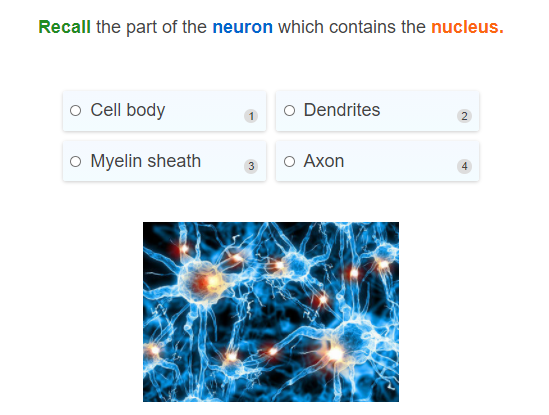 Recall the part of the neuron which contains the nucleus.
Cell body 1
Dendrites 2
Myelin sheath 3
Axon 4